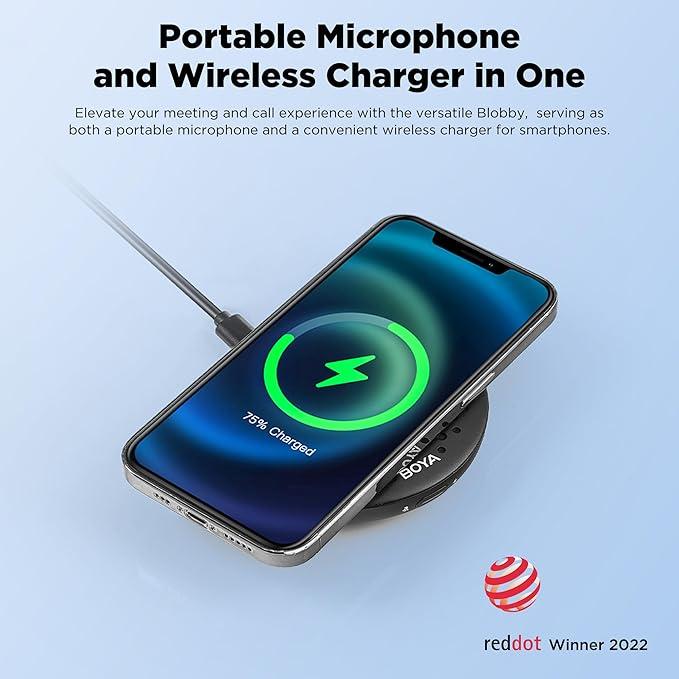 Portable Microphone
and Wireless Charger in One
Elevate your meeting and call experience with the versatile Blobby, serving as
both a portable microphone and a convenient wireless charger for smartphones.
75% Charged
BOYA
reddot Winner 2022